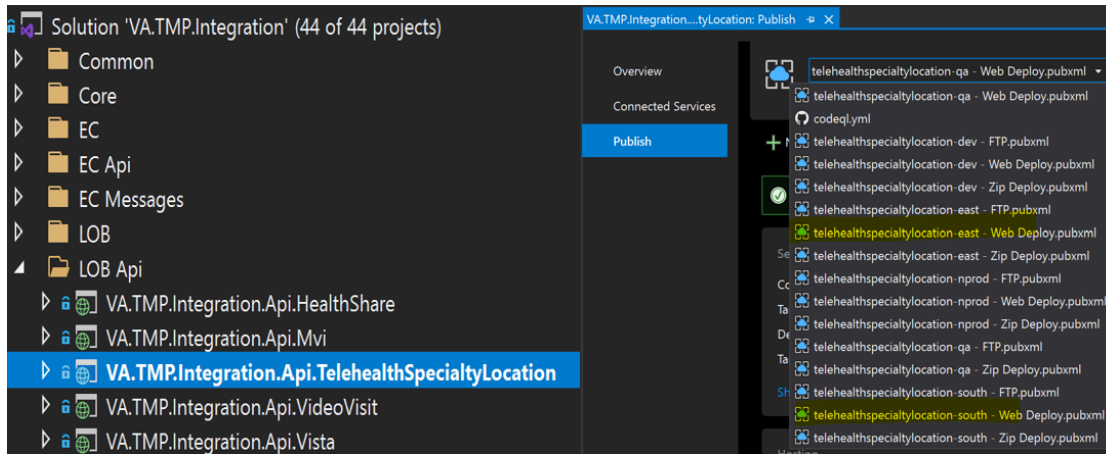 Solution 'VA.TMP.Integration' (44 of 44 projects)
Common
Core
EC
EC Api
EC Messages
LOB
LOB Api
VA.TMP.Integration.Api.HealthShare
VA.TMP.Integration.Api.Mvi
VA.TMP.Integration.Api.TelehealthSpecialtyLocation
VA.TMP.Integration.Api.VideoVisit
VA.TMP.Integration.Api.Vista
VA.TMP.Integration....tyLocation: Publish
Overview
Connected Services
Publish
telehealthspecialtylocation-qa - Web Deploy.pubxml
telehealthspecialtylocation-qa - Web Deploy.pubxml
codeql.yml
telehealthspecialtylocation-dev - FTP.pubxml
telehealthspecialtylocation-dev - Web Deploy.pubxml
telehealthspecialtylocation-dev - Zip Deploy.pubxml
telehealthspecialtylocation-east - FTP.pubxml
telehealthspecialtylocation-east - Web Deploy.pubxml
telehealthspecialtylocation-east - Zip Deploy.pubxml
telehealthspecialtylocation-nprod - FTP.pubxml
telehealthspecialtylocation-nprod - Web Deploy.pubxml
telehealthspecialtylocation-nprod - Zip Deploy.pubxml
telehealthspecialtylocation-qa - FTP.pubxml
telehealthspecialtylocation-qa - Zip Deploy.pubxml
telehealthspecialtylocation-south - FTP.pubxml
telehealthspecialtylocation-south - Web Deploy.pubxml
telehealthspecialtylocation-south - Zip Deploy.pubxml